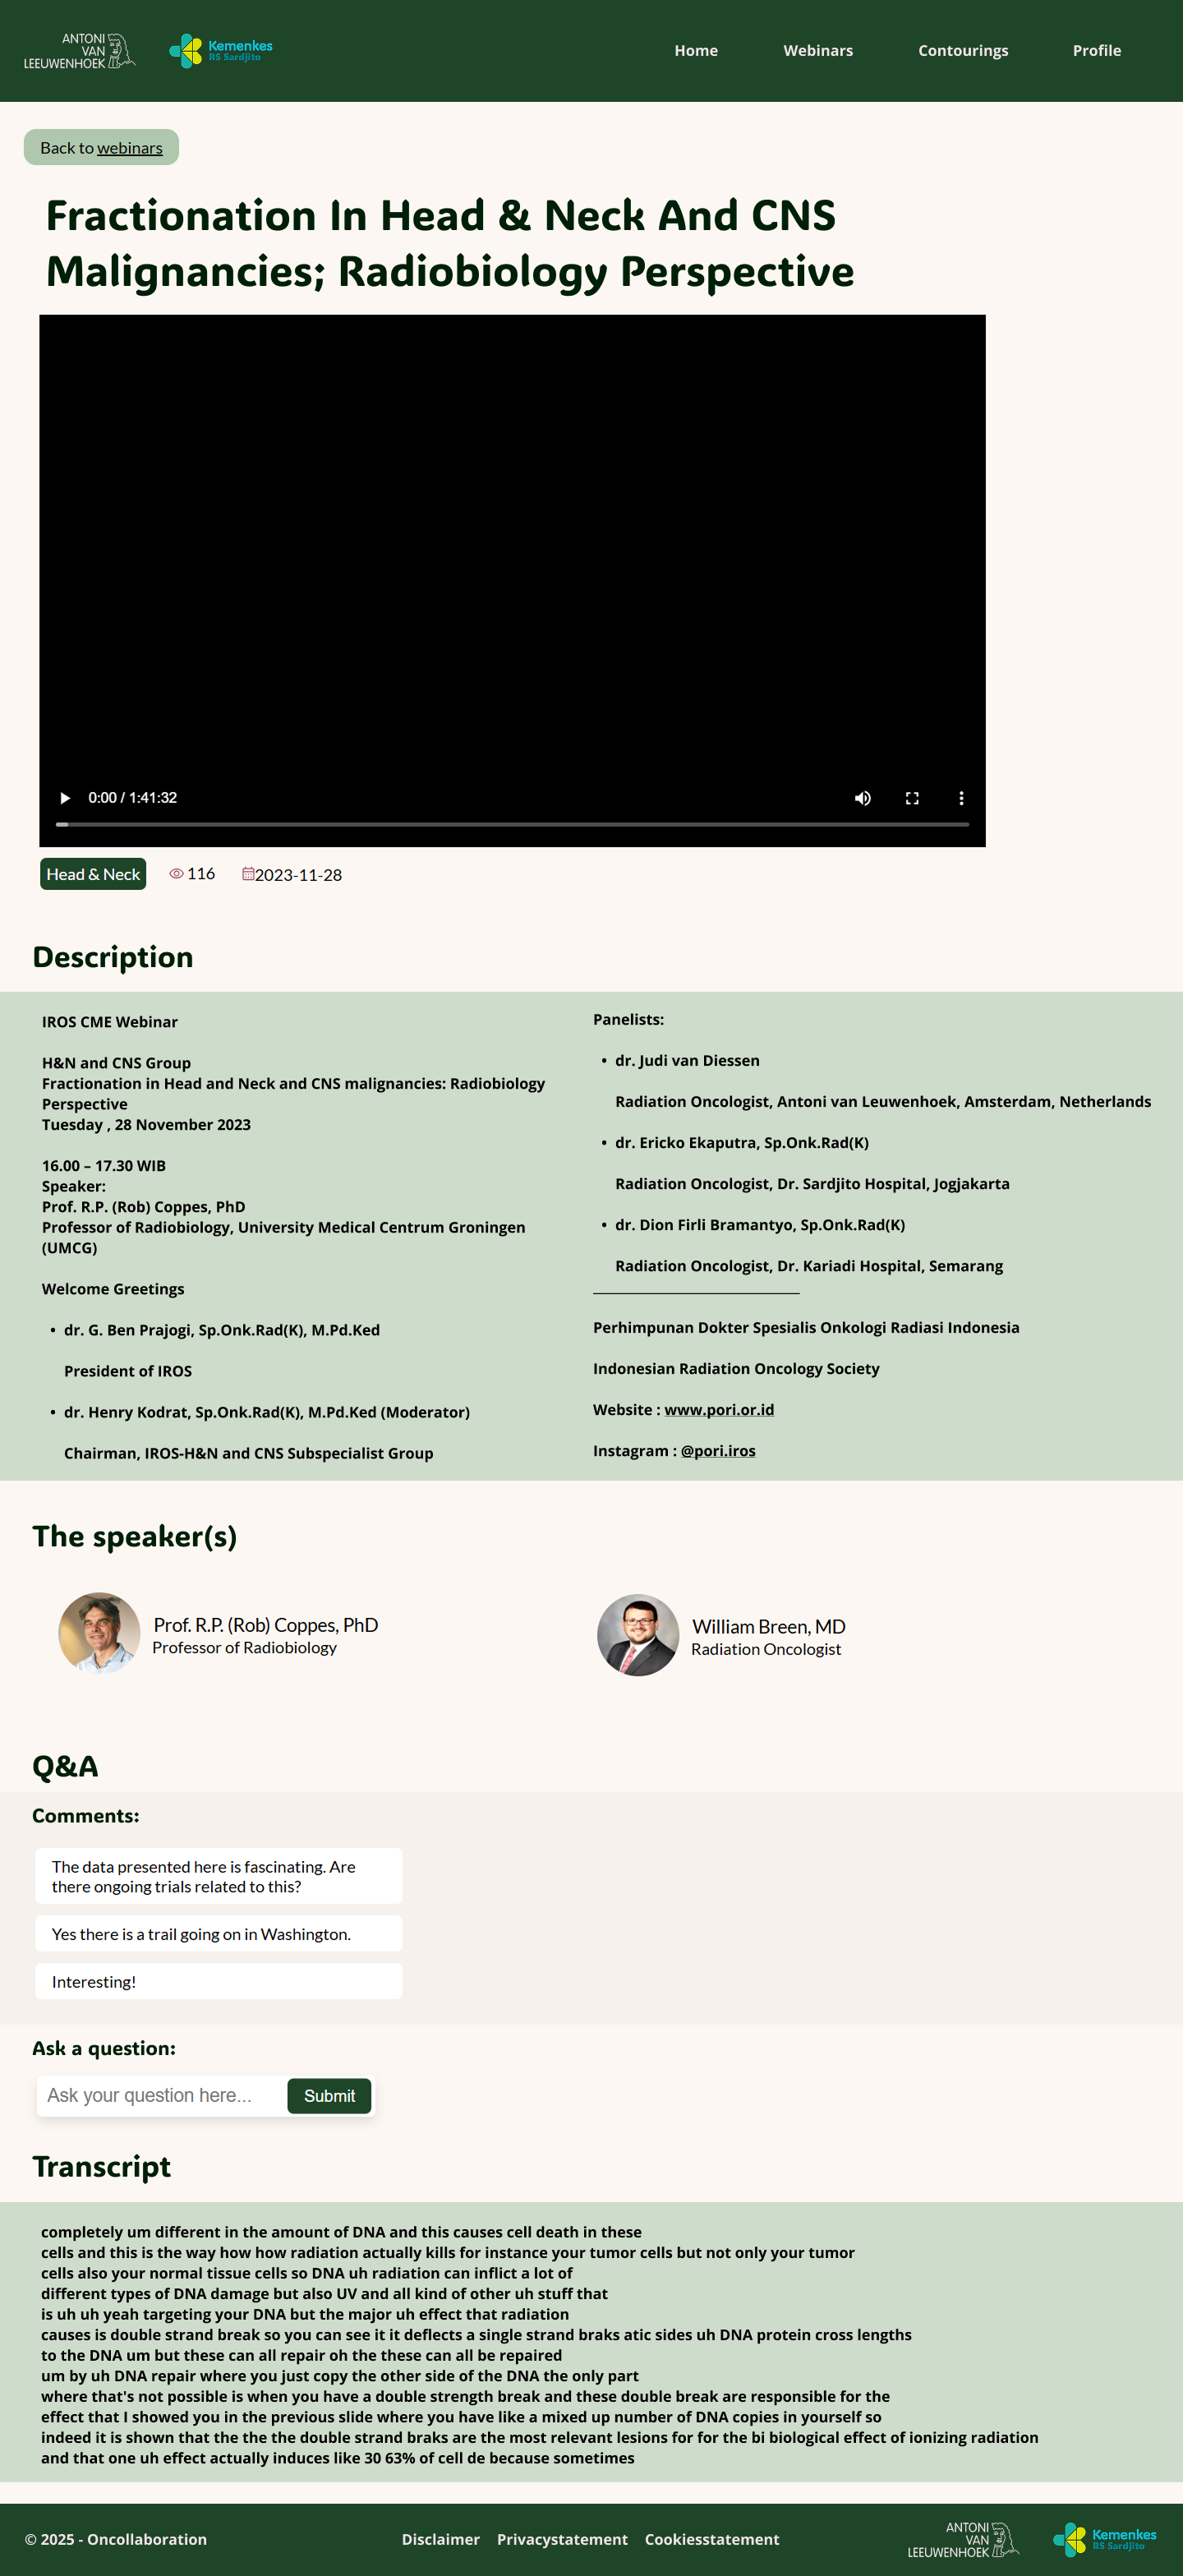 ANTONI
VAN
LEEUWENHOEK
Kemenkes
RS Sardjito
Home
Webinars
Contourings
Profile
Back to webinars
Fractionation In Head & Neck And CNS
Malignancies; Radiobiology Perspective
0:00 / 1:41:32
Head & Neck
116
2023-11-28
Description
IROS CME Webinar
H&N and CNS Group
Fractionation in Head and Neck and CNS malignancies: Radiobiology
Perspective
Tuesday , 28 November 2023
16.00 – 17.30 WIB
Speaker:
Prof. R.P. (Rob) Coppes, PhD
Professor of Radiobiology, University Medical Centrum Groningen
(UMCG)
Welcome Greetings
• dr. G. Ben Prajogi, Sp.Onk.Rad(K), M.Pd.Ked
President of IROS
• dr. Henry Kodrat, Sp.Onk.Rad(K), M.Pd.Ked (Moderator)
Chairman, IROS-H&N and CNS Subspecialist Group
Panelists:
• dr. Judi van Diessen
Radiation Oncologist, Antoni van Leuwenhoek, Amsterdam, Netherlands
• dr. Ericko Ekaputra, Sp.Onk.Rad(K)
Radiation Oncologist, Dr. Sardjito Hospital, Jogjakarta
• dr. Dion Firli Bramantyo, Sp.Onk.Rad(K)
Radiation Oncologist, Dr. Kariadi Hospital, Semarang
Perhimpunan Dokter Spesialis Onkologi Radiasi Indonesia
Indonesian Radiation Oncology Society
Website : www.pori.or.id
Instagram : @pori.iros
The speaker(s)
Prof. R.P. (Rob) Coppes, PhD
Professor of Radiobiology
William Breen, MD
Radiation Oncologist
Q&A
Comments:
The data presented here is fascinating. Are
there ongoing trials related to this?
Yes there is a trail going on in Washington.
Interesting!
Ask a question:
Ask your question here...
Submit
Transcript
completely um different in the amount of DNA and this causes cell death in these
cells and this is the way how how radiation actually kills for instance your tumor cells but not only your tumor
cells also your normal tissue cells so DNA uh radiation can inflict a lot of
different types of DNA damage but also UV and all kind of other uh stuff that
is uh uh yeah targeting your DNA but the major uh effect that radiation
causes is double strand break so you can see it it deflects a single strand braks atic sides uh DNA protein cross lengths
to the DNA um but these can all repair oh the these can all be repaired
um by uh DNA repair where you just copy the other side of the DNA the only part
where that's not possible is when you have a double strength break and these double break are responsible for the
effect that I showed you in the previous slide where you have like a mixed up number of DNA copies in yourself so
indeed it is shown that the the the double strand braks are the most relevant lesions for for the bi biological effect of ionizing radiation
and that one uh effect actually induces like 30 63% of cell de because sometimes
© 2025 - Oncollaboration
Disclaimer
Privacystatement
Cookiesstatement
ANTONI
VAN
LEEUWENHOEK
Kemenkes
RS Sardjito